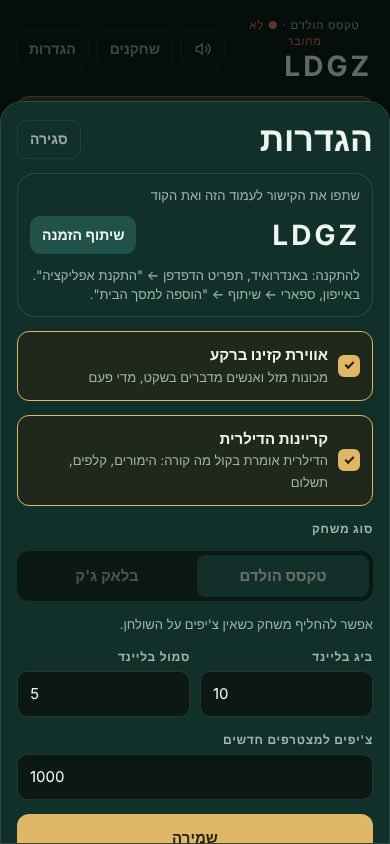 טקסס הולדם · ● לא
מחובר
LDGZ
שחקנים
הגדרות
הגדרות
סגירה
שתפו את הקישור לעמוד הזה ואת הקוד
LDGZ
שיתוף הזמנה
להתקנה: באנדרואיד, תפריט הדפדפן ← "התקנת אפליקציה".
באייפון, ספארי ← שיתוף ← "הוספה למסך הבית".
אווירת קזינו ברקע
מכונות מזל ואנשים מדברים בשקט, מדי פעם
קריינות הדילרית
הדילרית אומרת בקול מה קורה: הימורים, קלפים,
תשלום
סוג משחק
טקסס הולדם
בלאק ג'ק
אפשר להחליף משחק כשאין צ'יפים על השולחן.
ביג בליינד
סמול בליינד
10
5
צ'יפים למצטרפים חדשים
1000
שמירה